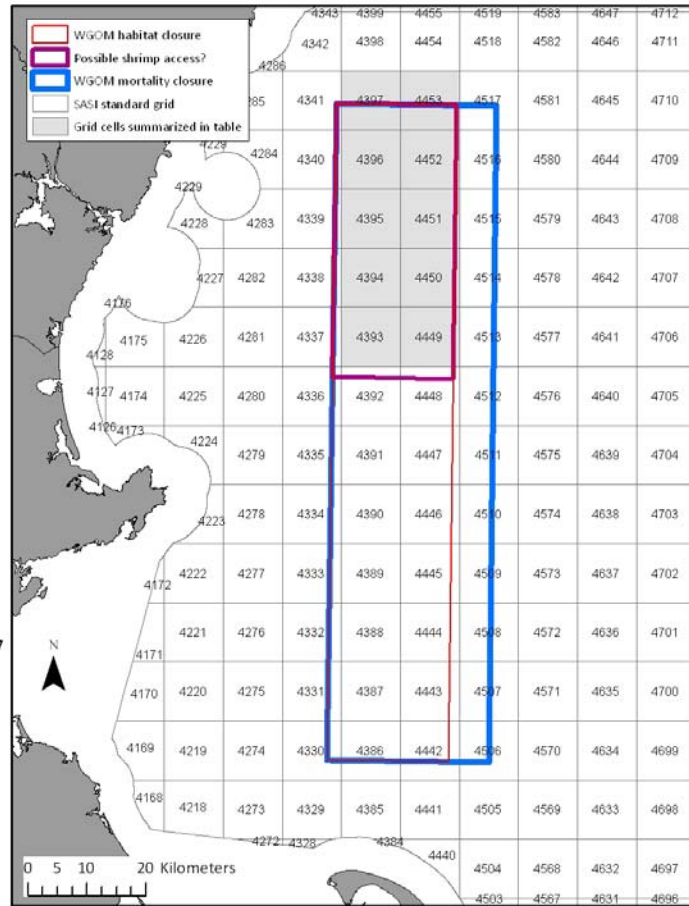 4343 4399 4455 4519 4583 4647 4712
WGOM habitat closure
Possible shrimp access?
WGOM mortality closure
SASI standard grid
Grid cells summarized in table
4342 4398 4454 4518 4582 4646 4711
4286
285 4341 4397 4453 4517 4581 4645 4710
4229
4284 4340 4396 4452 4516 4580 4644 4709
4229
4228 4283 4339 4395 4451 4515 4579 4643 4708
4227 4282 4338 4394 4450 4514 4578 4642 4707
4176
4175 4226 4281 4337 4393 4449 4513 4577 4641 4706
4128
4127 4174 4225 4280 4336 4392 4448 4512 4576 4640 4705
4126 4173
4224 4279 4335 4391 4447 4511 4575 4639 4704
4223 4278 4334 4390 4446 4510 4574 4638 4703
4172 4222 4277 4333 4389 4445 4509 4573 4637 4702
4221 4276 4332 4388 4444 4508 4572 4636 4701
N
4171
4170 4220 4275 4331 4387 4443 4507 4571 4635 4700
4169 4219 4274 4330 4386 4442 4506 4570 4634 4699
4168 4218 4273 4329 4385 4441 4505 4569 4633 4698
4272 4328 4384
4440
0 5 10 20 Kilometers
4504 4568 4632 4697
4503 4567 4631 4696